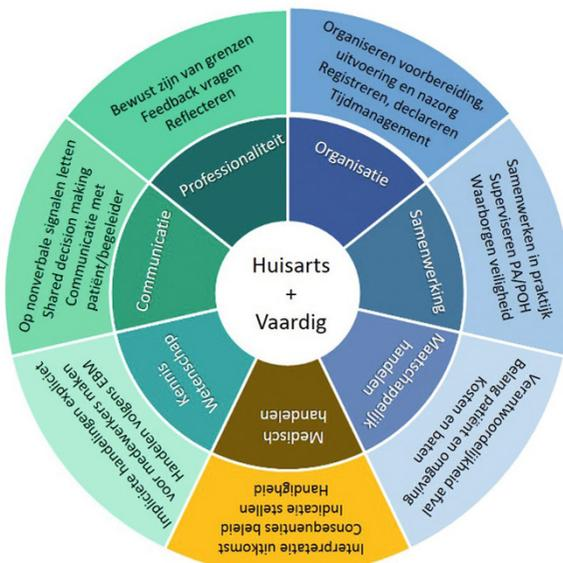 Huisarts
+
Vaardig
Organisatie
Organiseren voorbereiding,
uitvoering en nazorg
Registreren, declareren
Tijdmanagement
Samenwerking
Samenwerken in praktijk
Superviseren PA/POH
Waarborgen veiligheid
Maatschappelijk
handelen
Verantwoordelijkheid afval
Belang patiënt en omgeving
Kosten en baten
Medisch
handelen
Interpretatie uitkomst
Consequenties beleid
Indicatie stellen
Handigheid
Kennis
Wetenschap
Impliciete handelingen expliciet
voor medewerkers maken
Handelen volgens EBM
Communicatie
Op nonverbale signalen letten
Shared decision making
Communicatie met
patiënt/begeleider
Professionaliteit
Bewust zijn van grenzen
Feedback vragen
Reflecteren